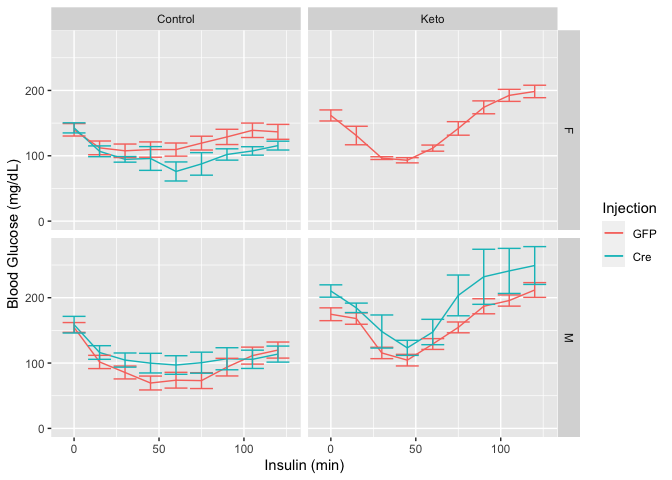 Control
Keto
200
100
0
F
200
100
0
M
0
50
100
0
50
100
Insulin (min)
Blood Glucose (mg/dL)
Injection
GFP
Cre